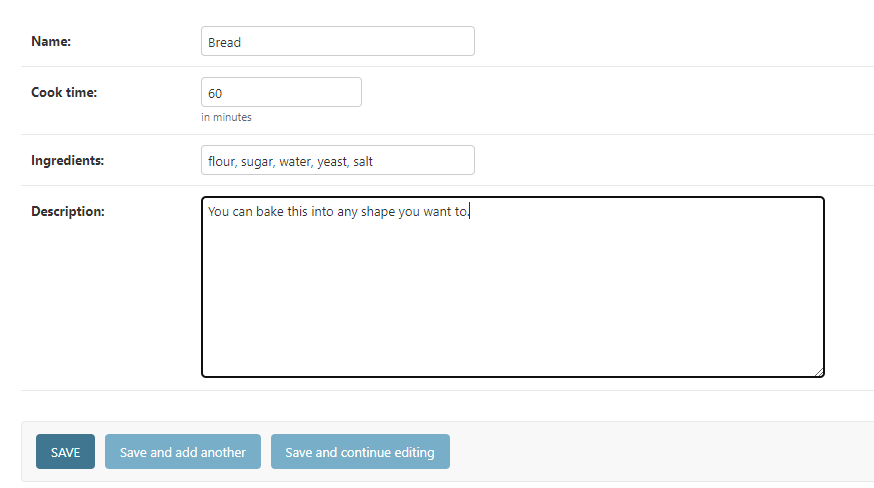 Name: Bread
Cook time: 60
in minutes
Ingredients: flour, sugar, water, yeast, salt
Description: You can bake this into any shape you want to.
SAVE Save and add another Save and continue editing